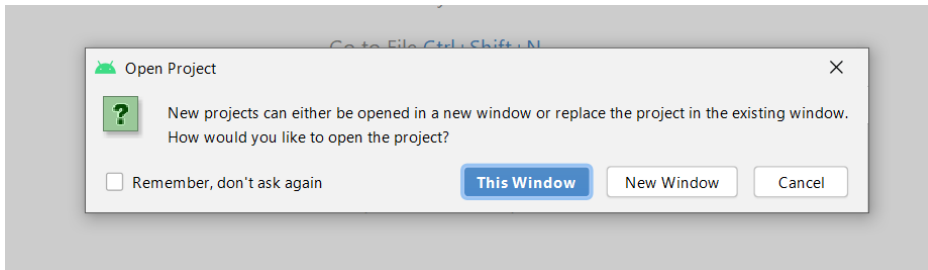 Go to File Ctrl+Shift+N
Open Project
New projects can either be opened in a new window or replace the project in the existing window.
How would you like to open the project?
Remember, don't ask again
This Window
New Window
Cancel